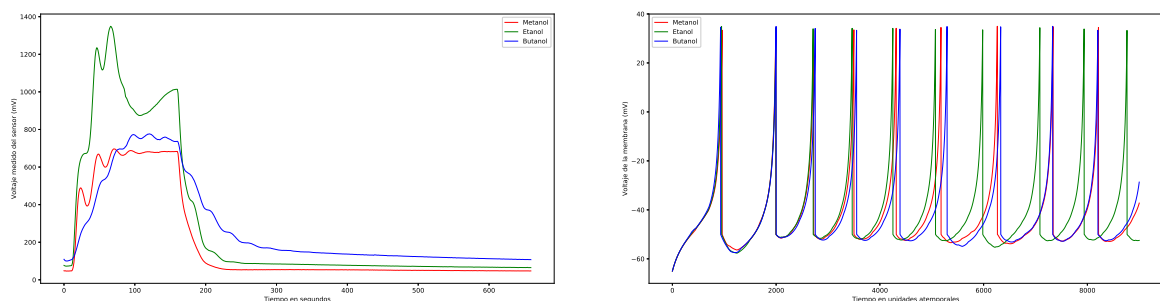 Metanol
Etanol
Butanol
1400
1200
1000
800
600
400
200
0
Voltaje medido del sensor (mV)
0 100 200 300 400 500 600
Tiempo en segundos
Metanol
Etanol
Butanol
40
20
0
−20
−40
−60
Voltaje de la membrana (mV)
0 2000 4000 6000 8000
Tiempo en unidades atemporales